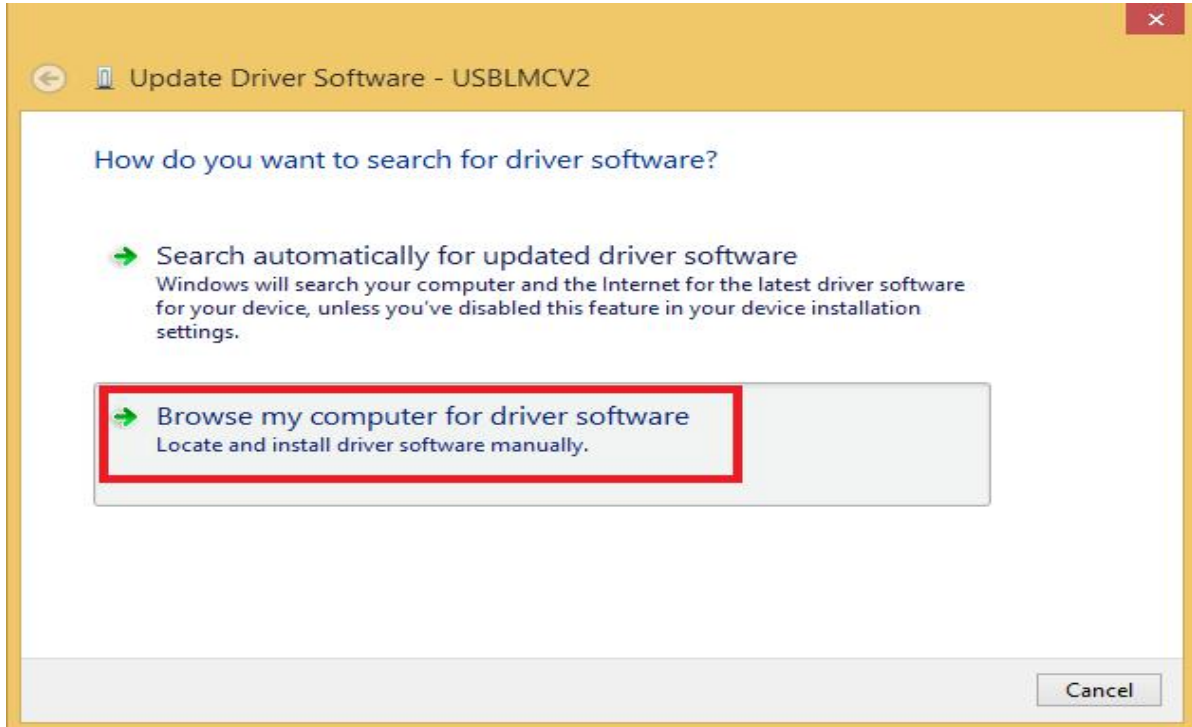 Update Driver Software - USBLMCV2
How do you want to search for driver software?
Search automatically for updated driver software
Windows will search your computer and the Internet for the latest driver software
for your device, unless you've disabled this feature in your device installation
settings.
Browse my computer for driver software
Locate and install driver software manually.
Cancel